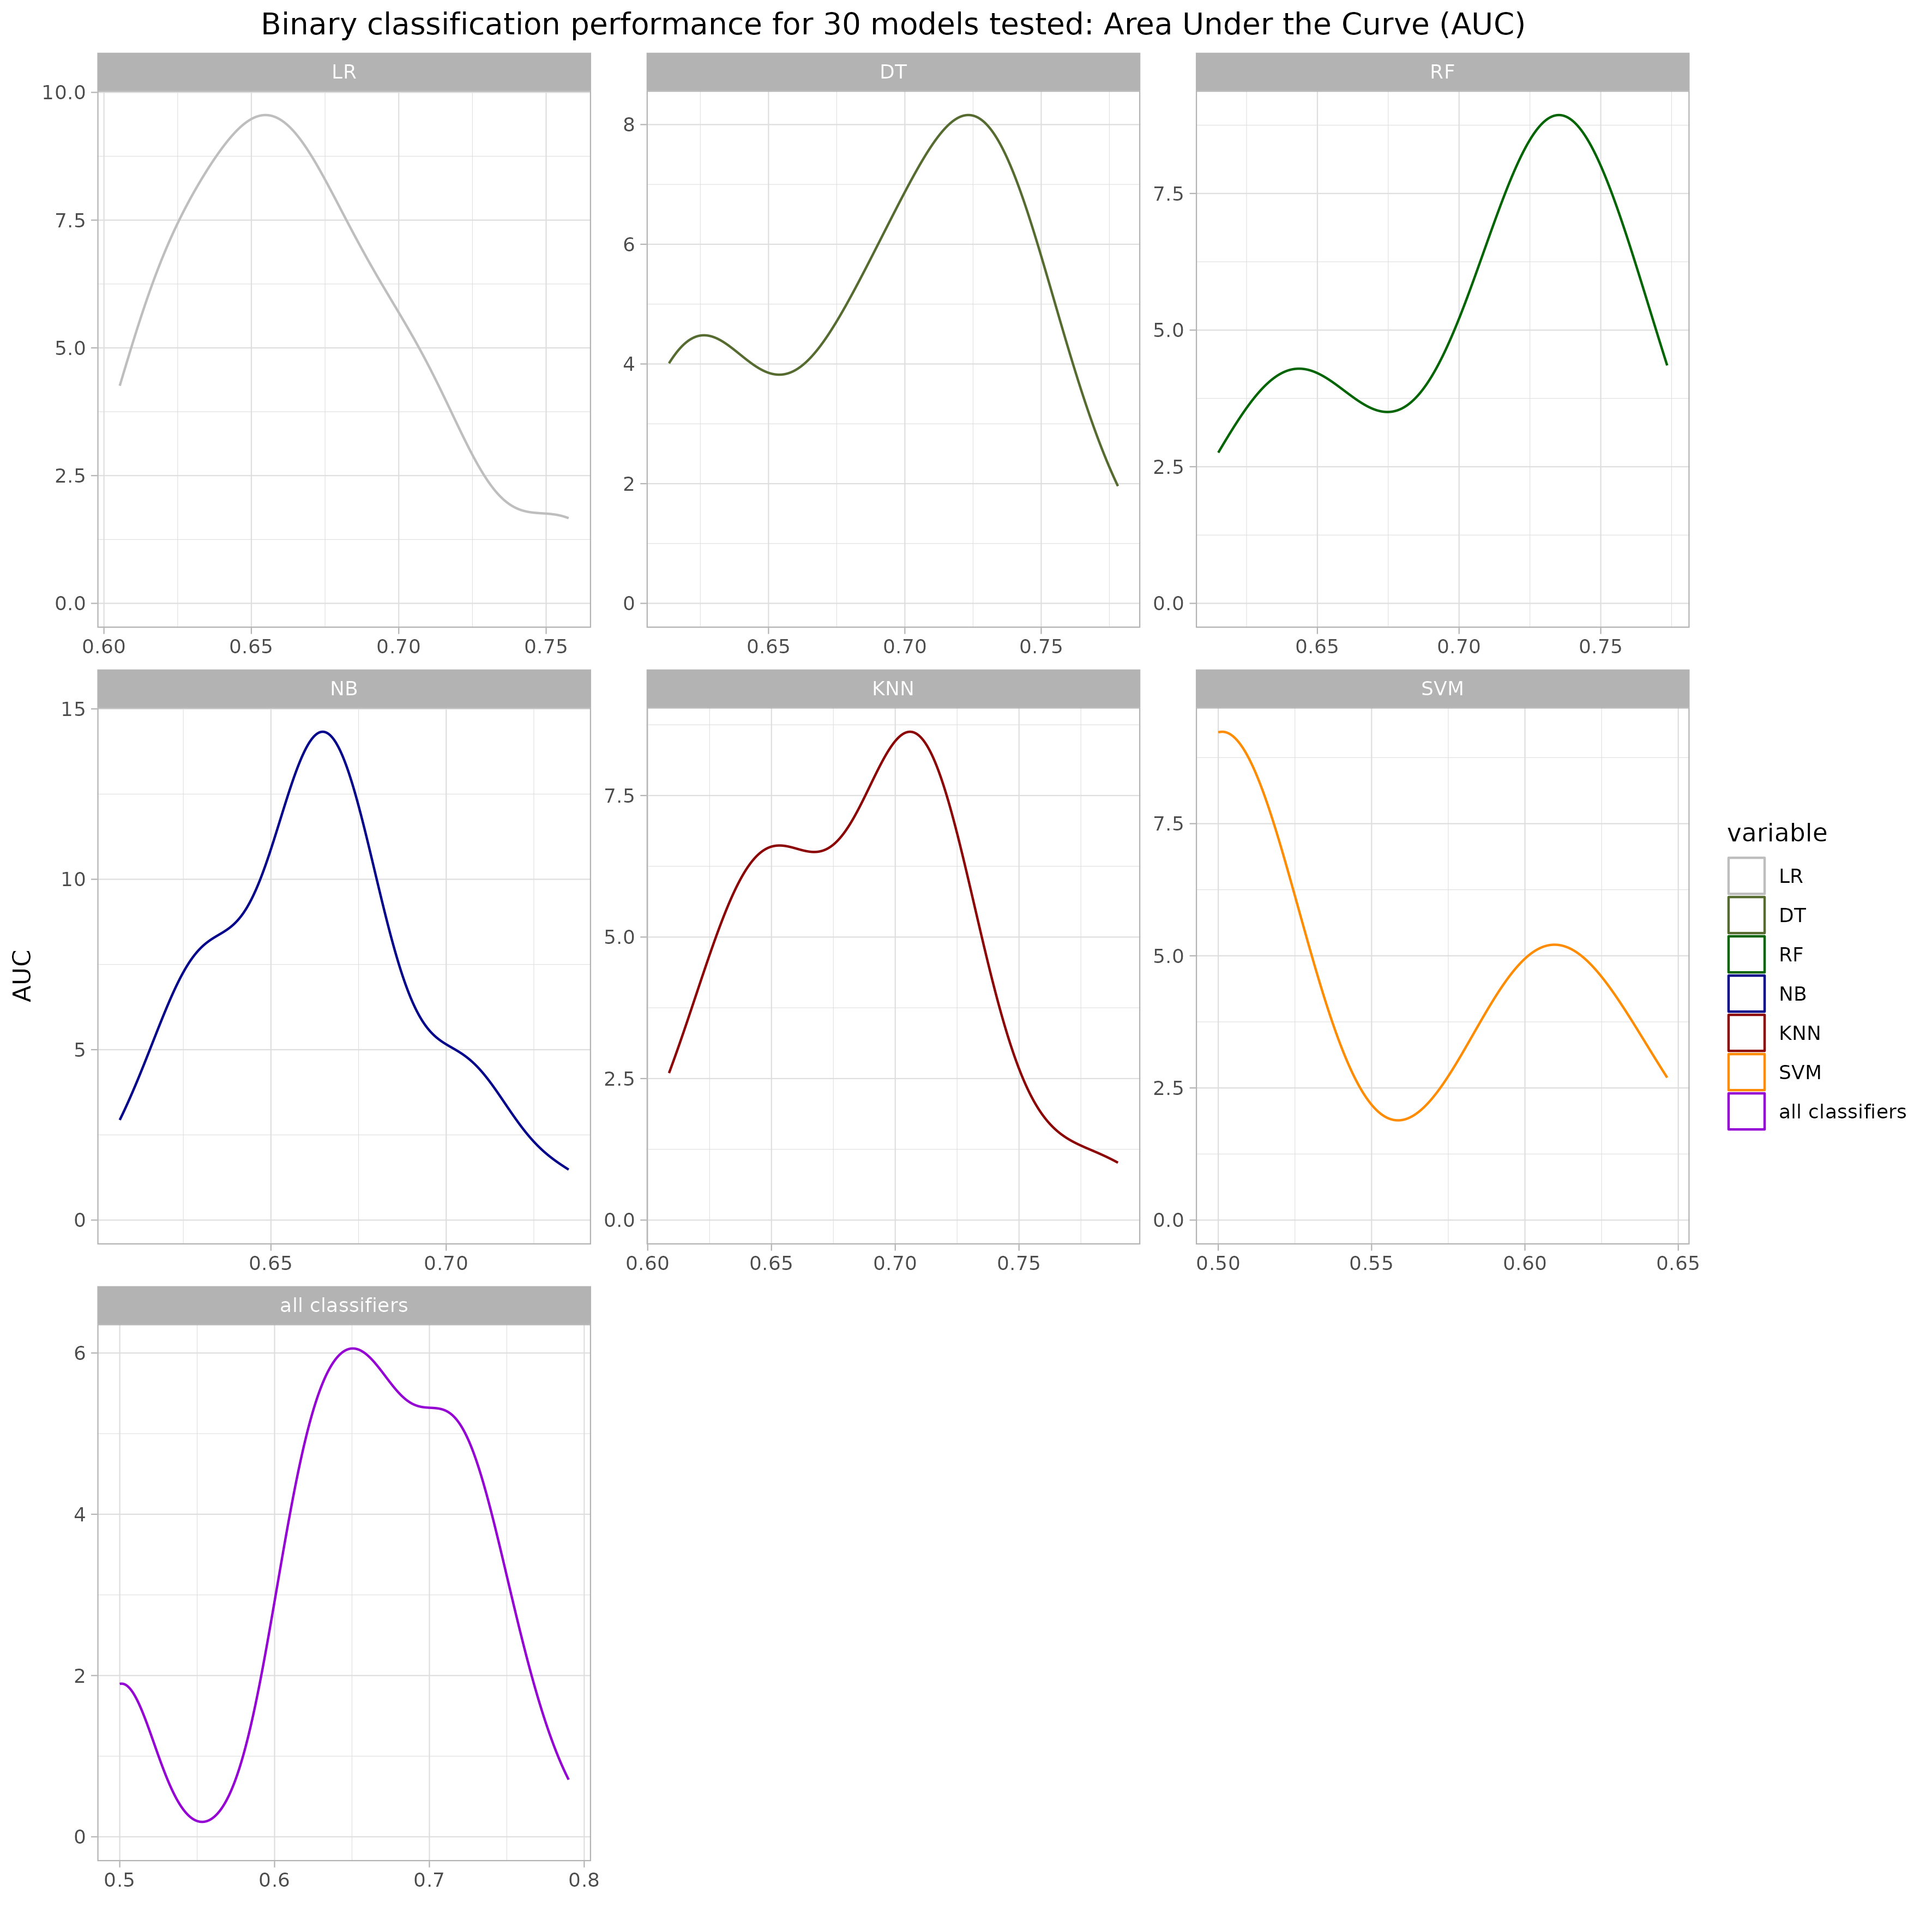 Binary classification performance for 30 models tested: Area Under the Curve (AUC)
LR
DT
RF
10.0
7.5
5.0
2.5
0.0
0.60 0.65 0.70 0.75
8
6
4
2
0
0.65 0.70 0.75
7.5
5.0
2.5
0.0
0.65 0.70 0.75
NB
KNN
SVM
15
10
5
0
0.65 0.70
7.5
5.0
2.5
0.0
0.60 0.65 0.70 0.75
7.5
5.0
2.5
0.0
0.50 0.55 0.60 0.65
all classifiers
6
4
2
0
0.5 0.6 0.7 0.8
AUC
variable
LR
DT
RF
NB
KNN
SVM
all classifiers